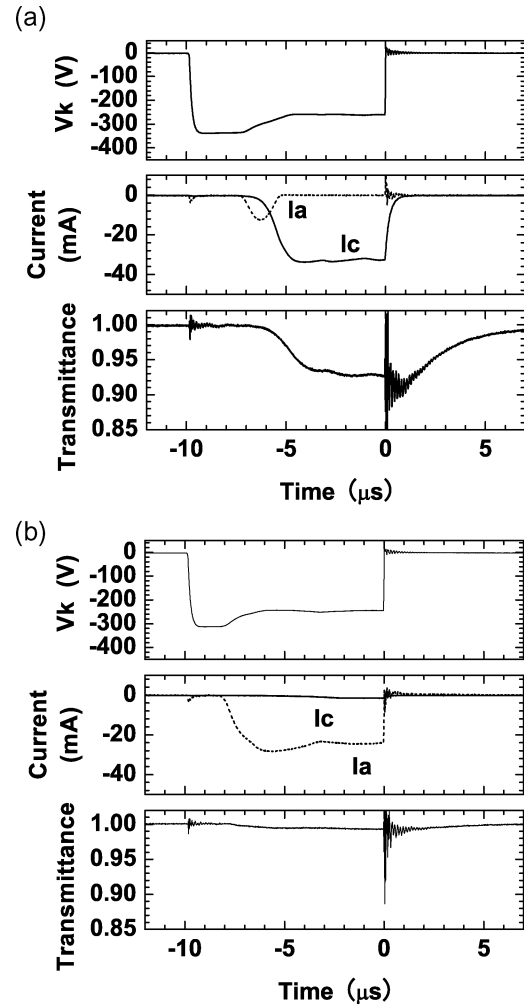 (a)
Vk (V)
0
-100
-200
-300
-400
Current (mA)
0
-20
-40
Ia
Ic
Transmittance
1.00
0.95
0.90
0.85
-10 -5 0 5
Time (μs)
(b)
Vk (V)
0
-100
-200
-300
-400
Current (mA)
0
-20
-40
Ic
Ia
Transmittance
1.00
0.95
0.90
0.85
-10 -5 0 5
Time (μs)